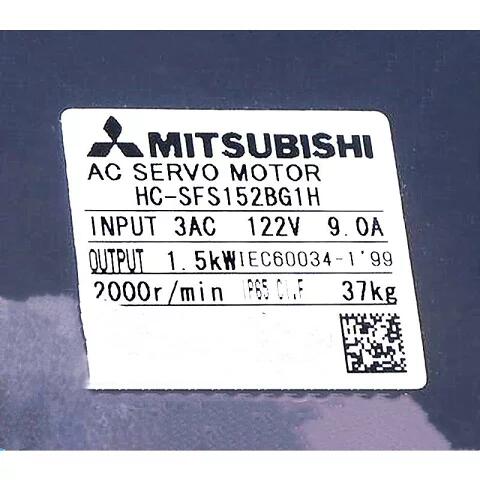 MITSUBISHI
AC SERVO MOTOR
HC-SFS152BG1H
INPUT 3AC 122V 9.0A
OUTPUT 1.5kW IEC60034-1'99
2000r/min IP65 CI.F 37kg